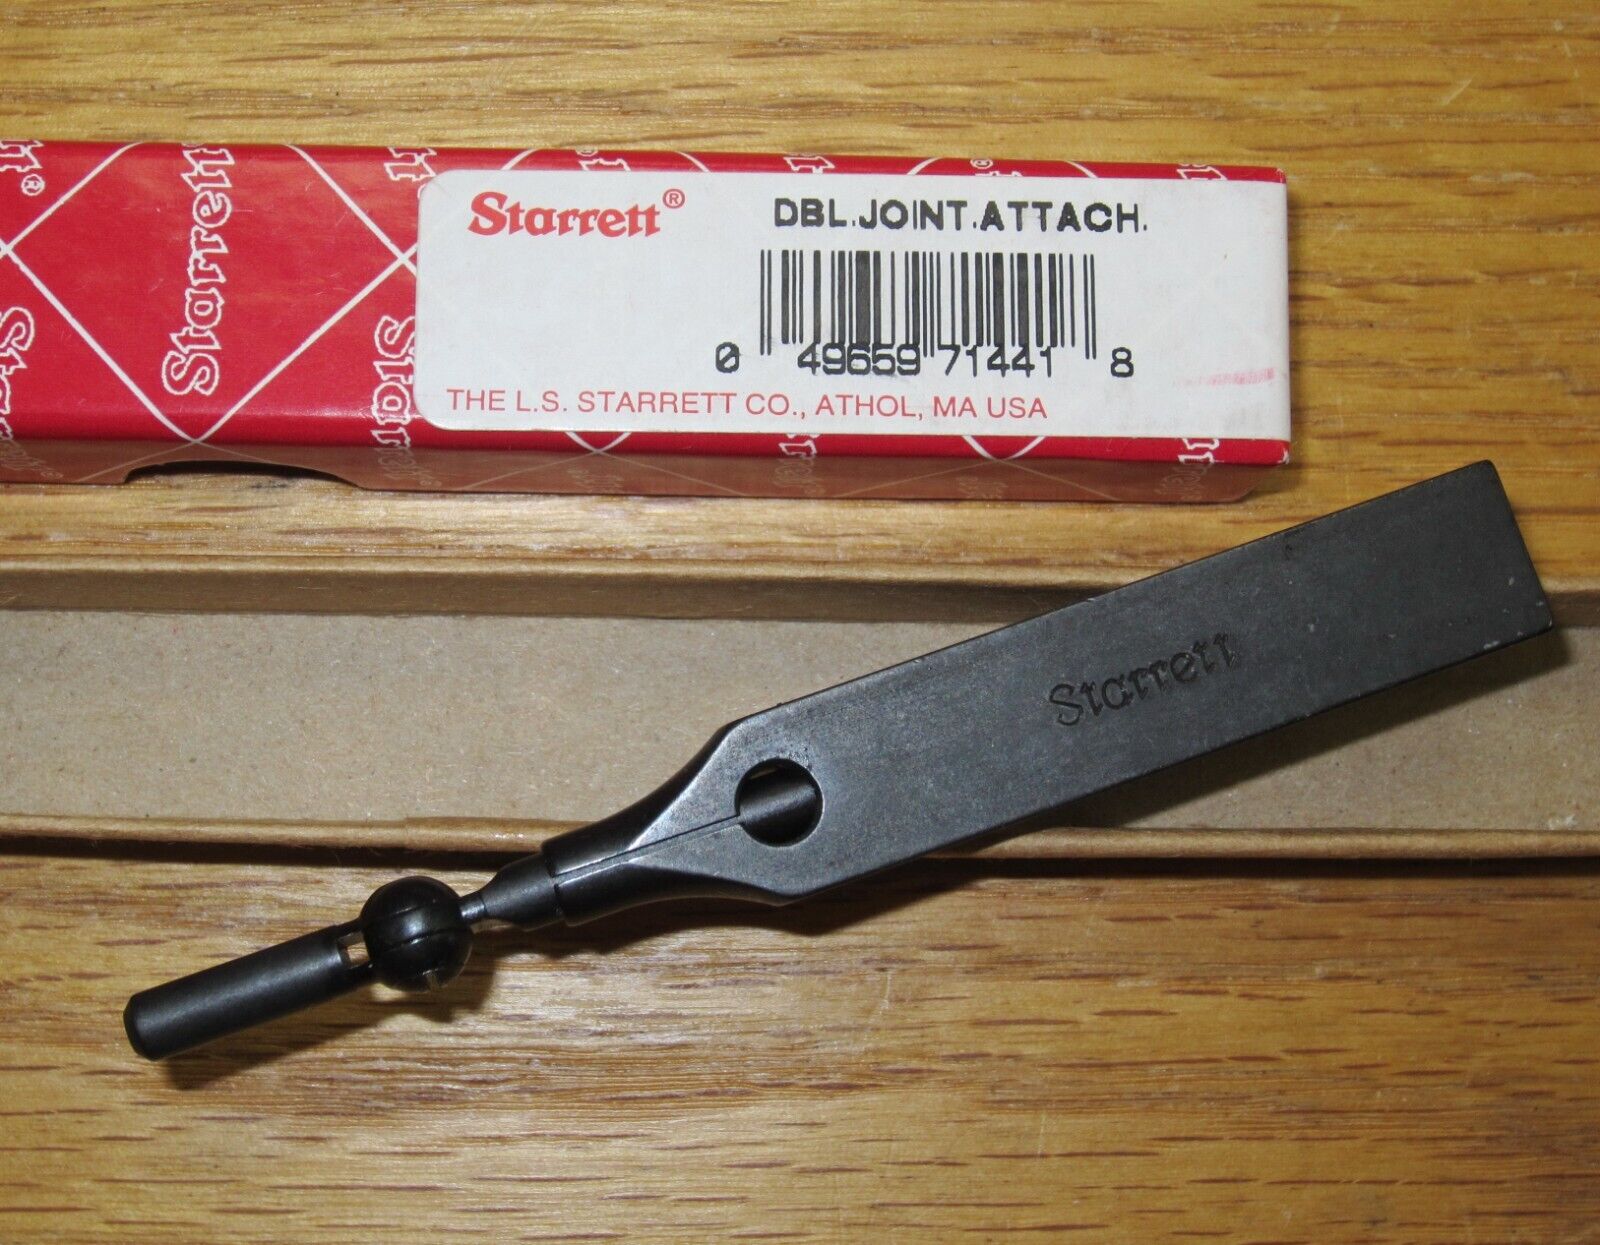 Starrett®
DBL.JOINT.ATTACH.
0 49659 71441 8
THE L.S. STARRETT CO., ATHOL, MA USA
Starrett
Starrett